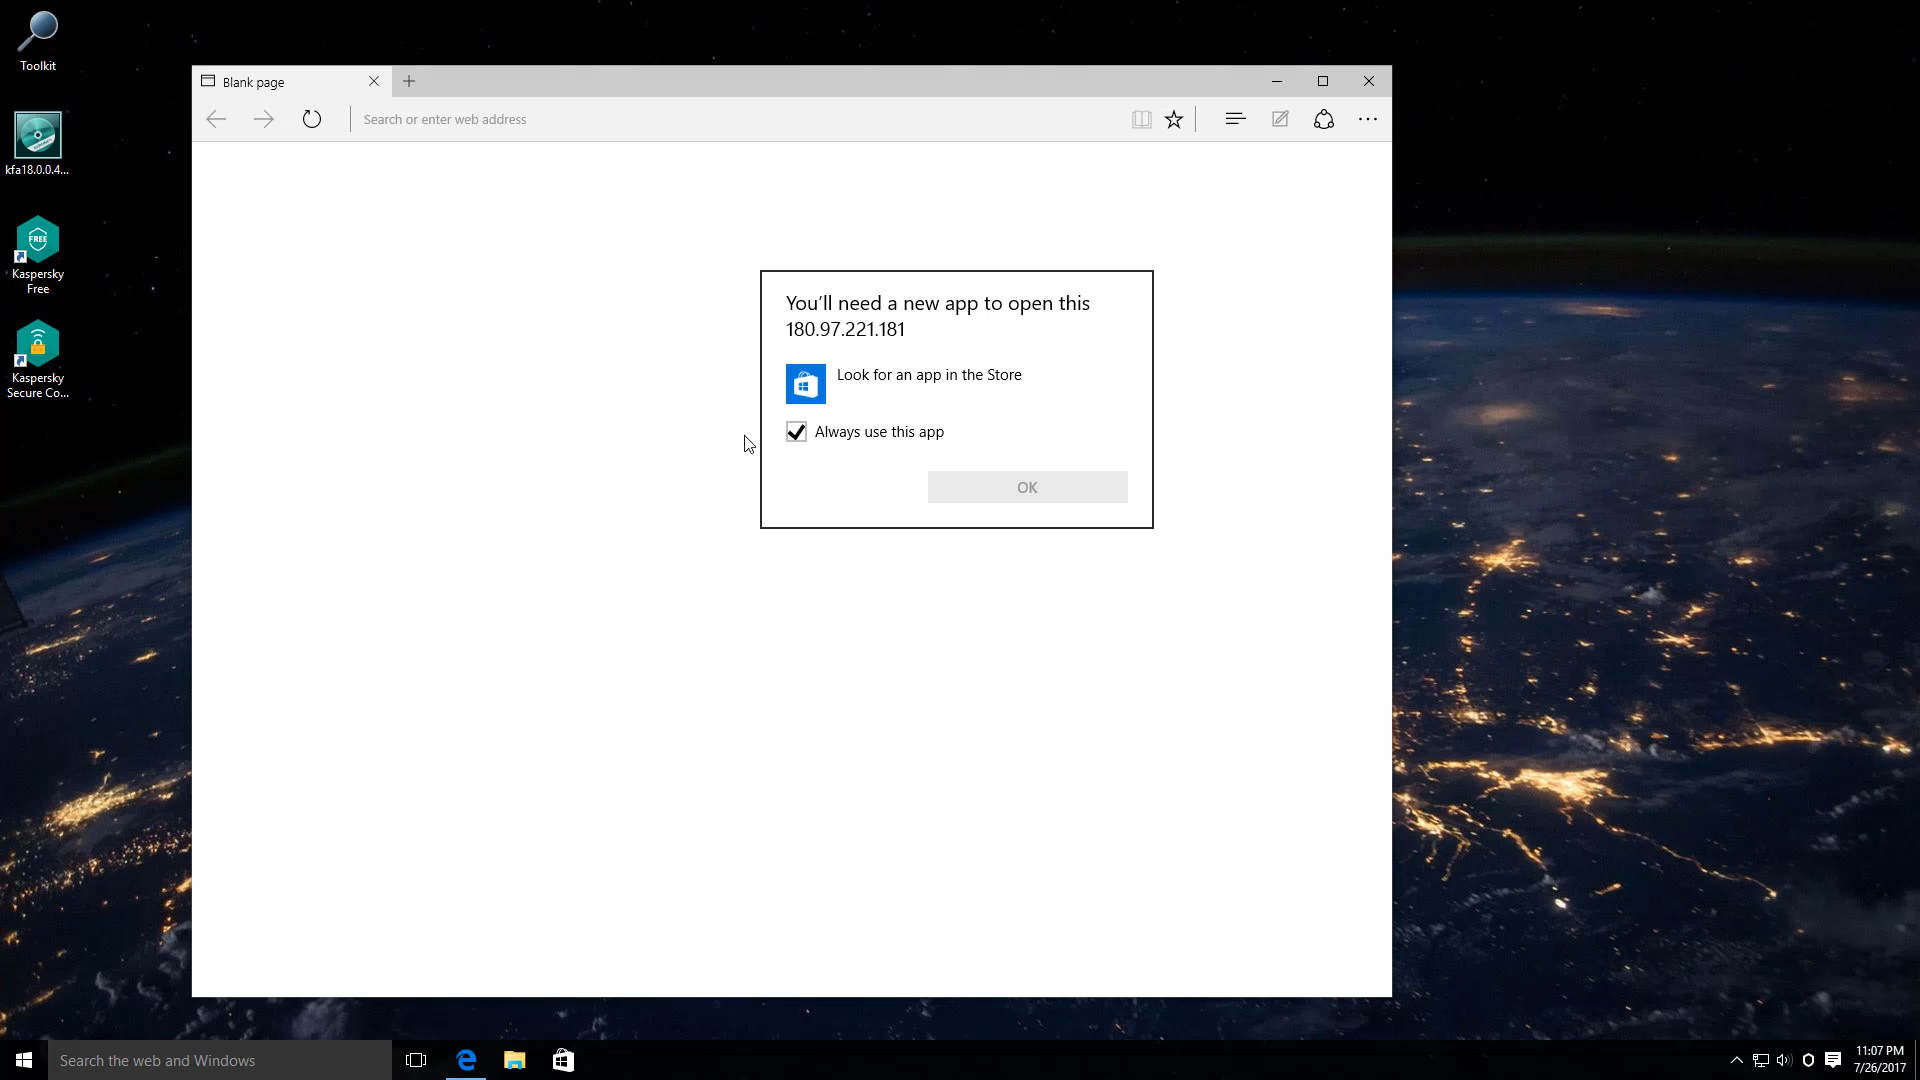 Toolkit
kfa18.0.0.4...
FREE
Kaspersky
Free
Kaspersky
Secure Co...
Blank page
Search or enter web address
You’ll need a new app to open this
180.97.221.181
Look for an app in the Store
Always use this app
OK
Search the web and Windows
11:07 PM
7/26/2017